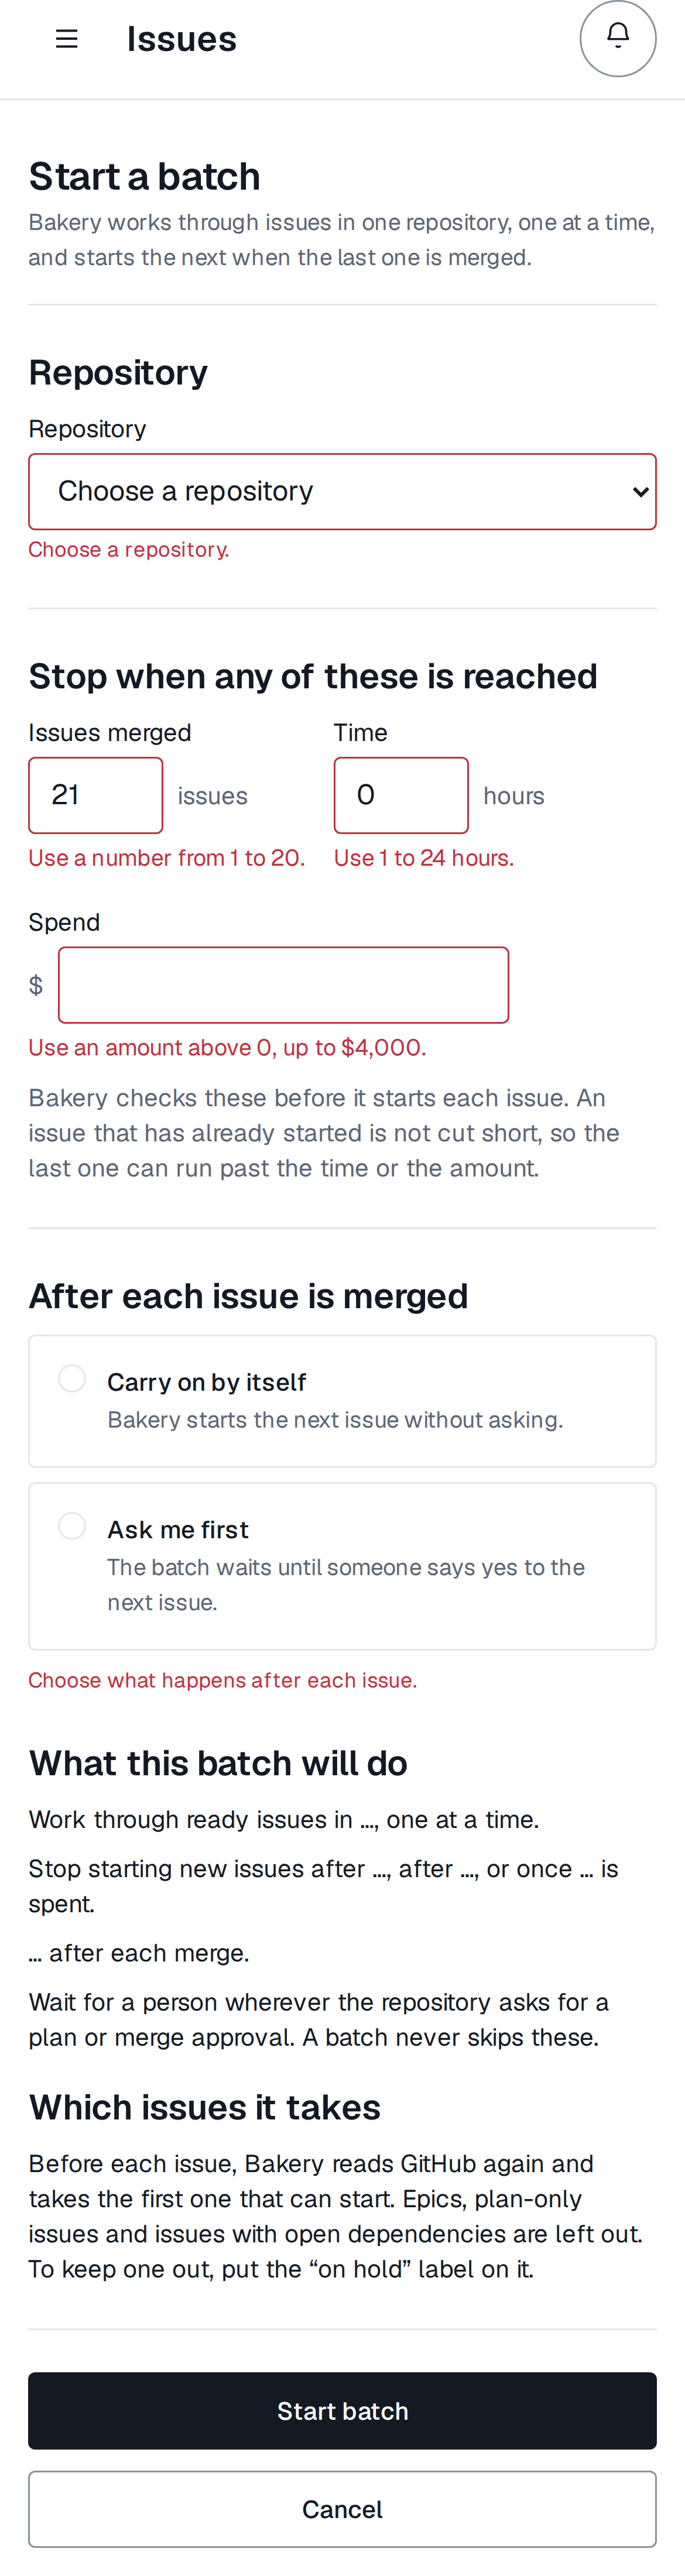 Issues
Start a batch
Bakery works through issues in one repository, one at a time,
and starts the next when the last one is merged.
Repository
Repository
Choose a repository
Choose a repository.
Stop when any of these is reached
Issues merged
21 issues
Use a number from 1 to 20.
Time
0 hours
Use 1 to 24 hours.
Spend
$
Use an amount above 0, up to $4,000.
Bakery checks these before it starts each issue. An
issue that has already started is not cut short, so the
last one can run past the time or the amount.
After each issue is merged
Carry on by itself
Bakery starts the next issue without asking.
Ask me first
The batch waits until someone says yes to the
next issue.
Choose what happens after each issue.
What this batch will do
Work through ready issues in …, one at a time.
Stop starting new issues after …, after …, or once … is
spent.
… after each merge.
Wait for a person wherever the repository asks for a
plan or merge approval. A batch never skips these.
Which issues it takes
Before each issue, Bakery reads GitHub again and
takes the first one that can start. Epics, plan-only
issues and issues with open dependencies are left out.
To keep one out, put the “on hold” label on it.
Start batch
Cancel